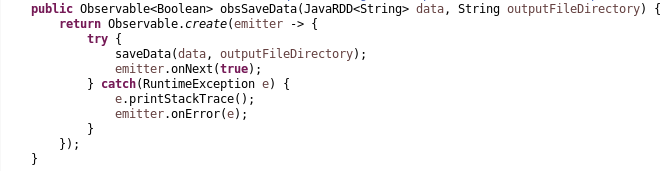 public Observable<Boolean> obsSaveData(JavaRDD<String> data, String outputFileDirectory) {
    return Observable.create(emitter -> {
        try {
            saveData(data, outputFileDirectory);
            emitter.onNext(true);
        } catch(RuntimeException e) {
            e.printStackTrace();
            emitter.onError(e);
        }
    });
}